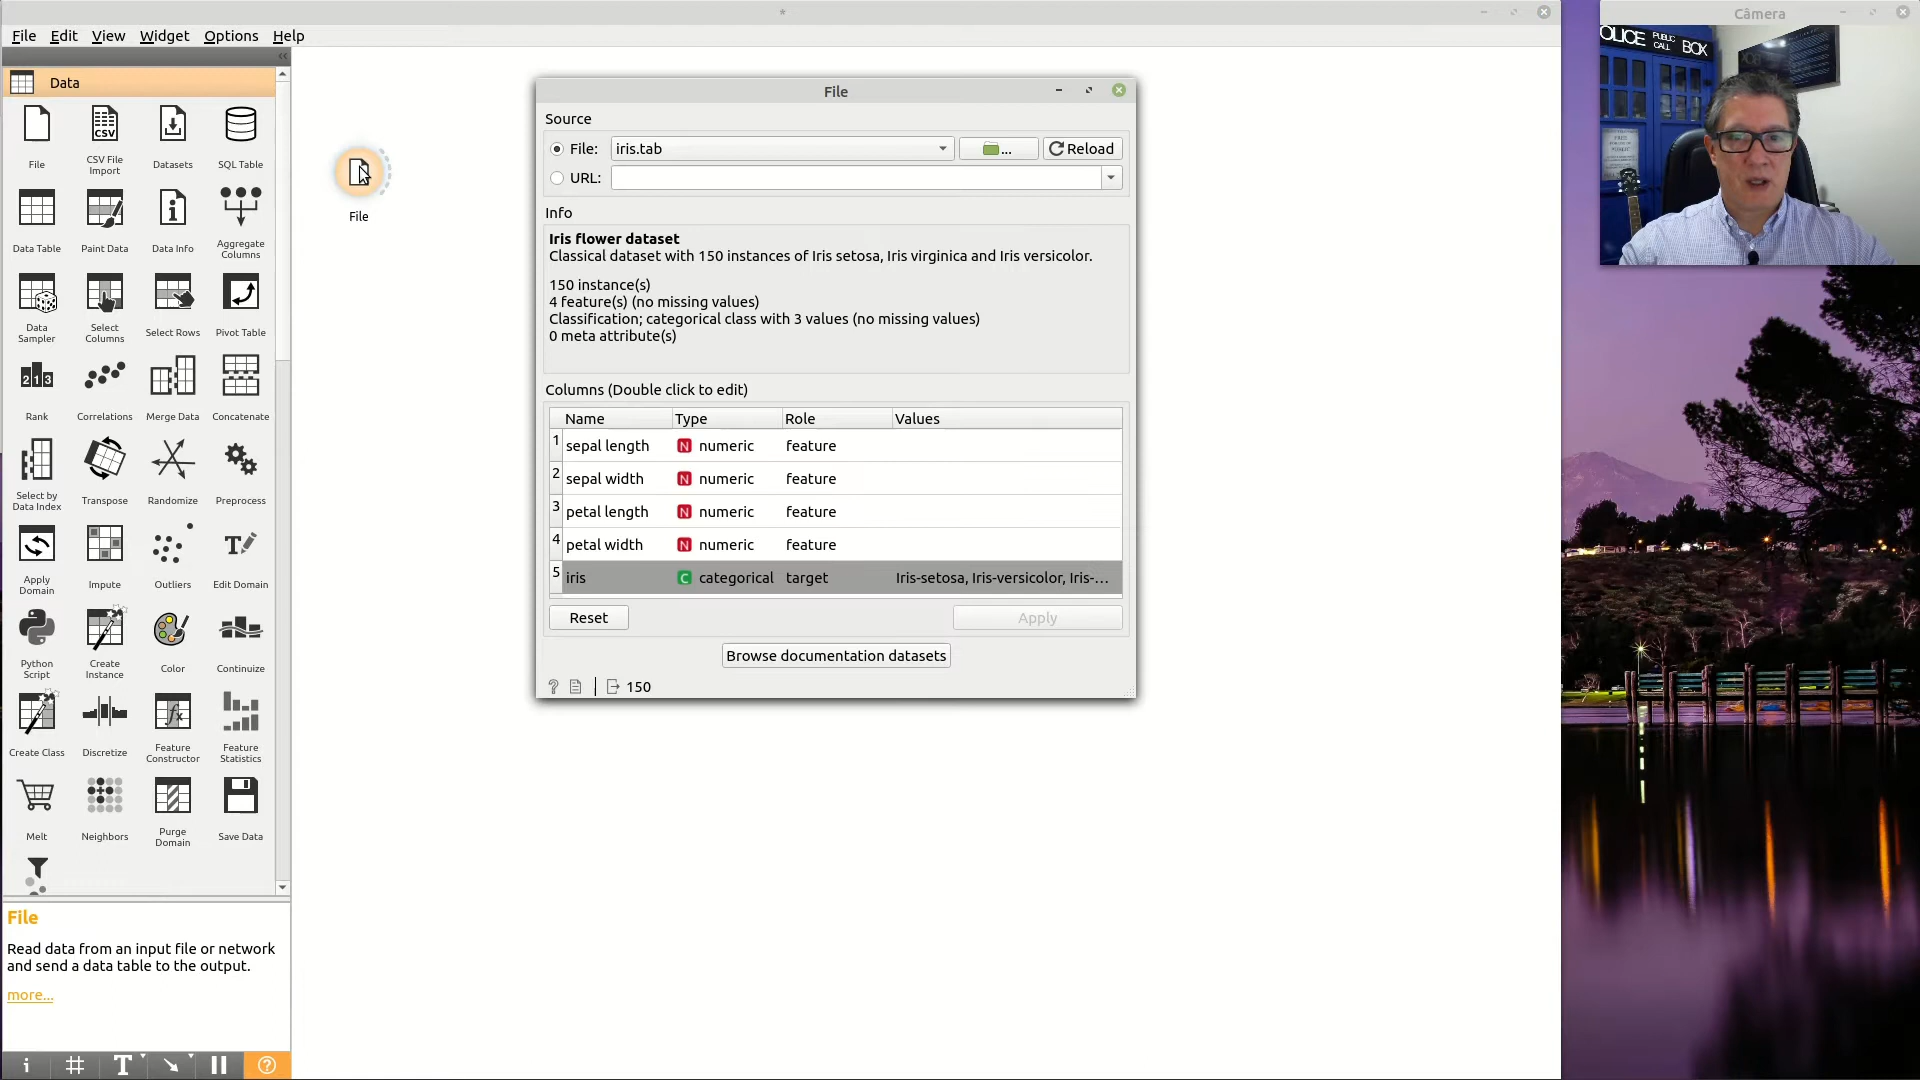 *
File Edit View Widget Options Help
Data
File
CSV File Import
Datasets
SQL Table
Data Table
Paint Data
Data Info
Aggregate Columns
Data Sampler
Select Columns
Select Rows
Pivot Table
Rank
Correlations
Merge Data
Concatenate
Select by Data Index
Transpose
Randomize
Preprocess
Apply Domain
Impute
Outliers
Edit Domain
Python Script
Create Instance
Color
Continuize
Create Class
Discretize
Feature Constructor
Feature Statistics
Melt
Neighbors
Purge Domain
Save Data
File
Read data from an input file or network
and send a data table to the output.
more...
File
File
Source
File: iris.tab ... Reload
URL:
Info
Iris flower dataset
Classical dataset with 150 instances of Iris setosa, Iris virginica and Iris versicolor.
150 instance(s)
4 feature(s) (no missing values)
Classification; categorical class with 3 values (no missing values)
0 meta attribute(s)
Columns (Double click to edit)
Name Type Role Values
1 sepal length N numeric feature
2 sepal width N numeric feature
3 petal length N numeric feature
4 petal width N numeric feature
5 iris C categorical target Iris-setosa, Iris-versicolor, Iris-...
Reset Apply
Browse documentation datasets
? 150
Câmera
OLICE PUBLIC CALL BOX